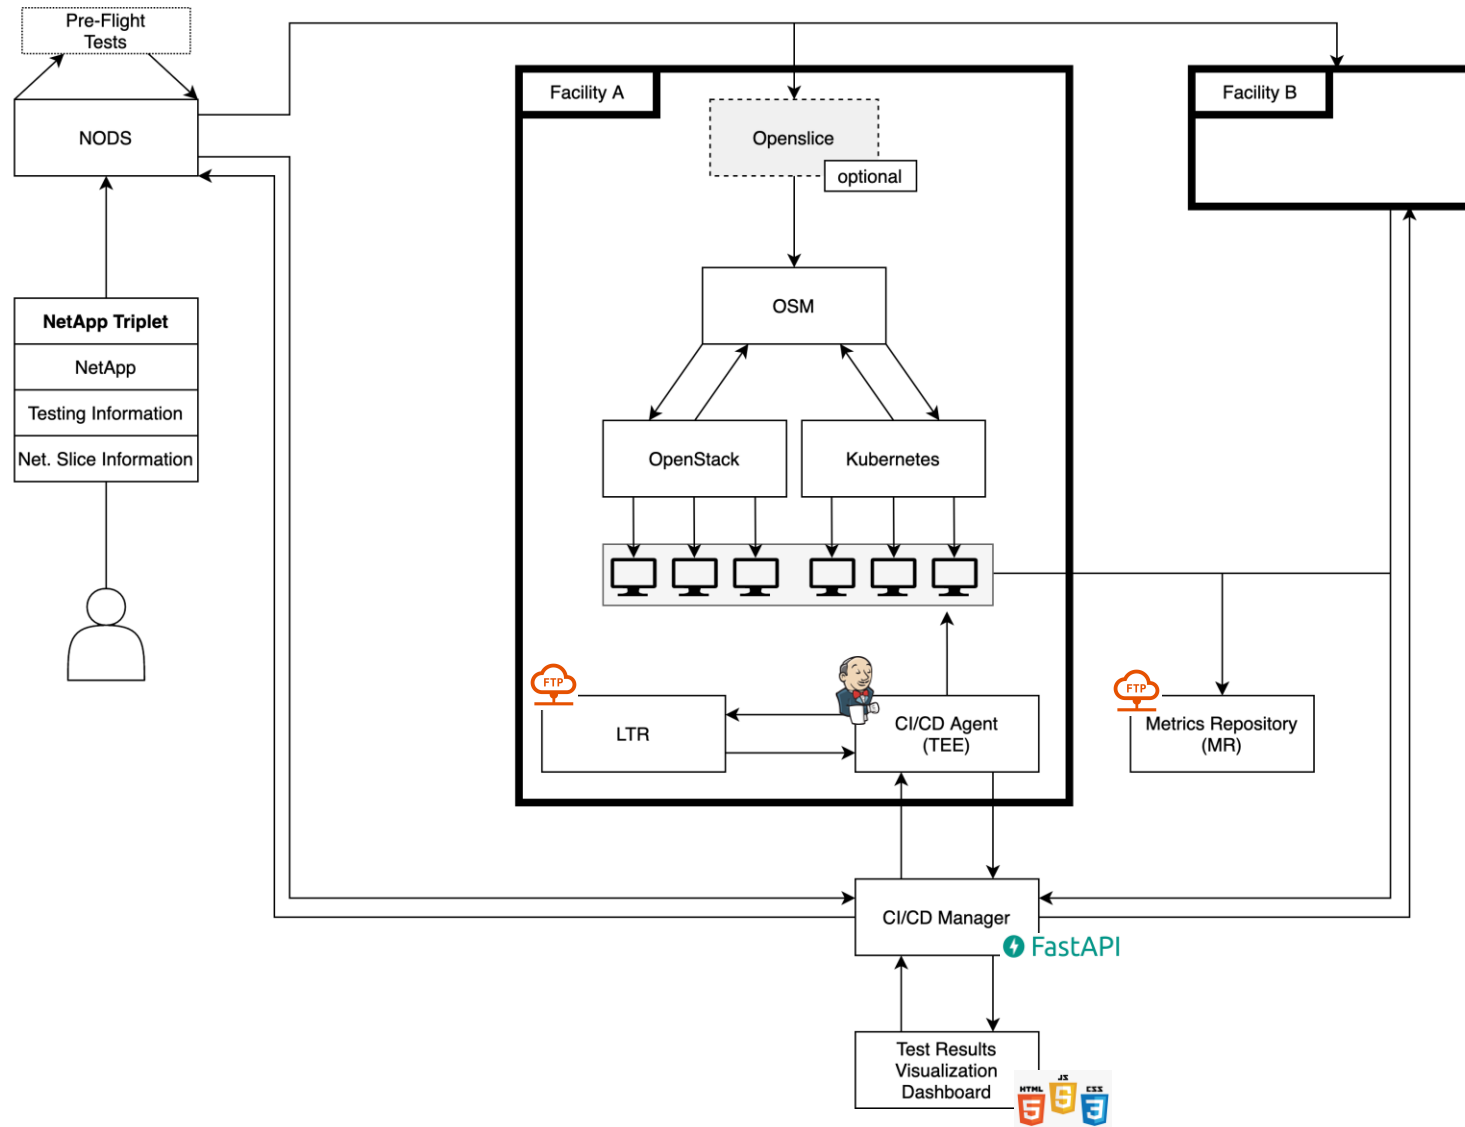 Pre-Flight
Tests
NODS
NetApp Triplet
NetApp
Testing Information
Net. Slice Information
Facility A
Openslice
optional
OSM
OpenStack
Kubernetes
FTP
LTR
CI/CD Agent
(TEE)
Facility B
FTP
Metrics Repository
(MR)
CI/CD Manager
FastAPI
Test Results
Visualization
Dashboard
HTML
5
JS
CSS
3